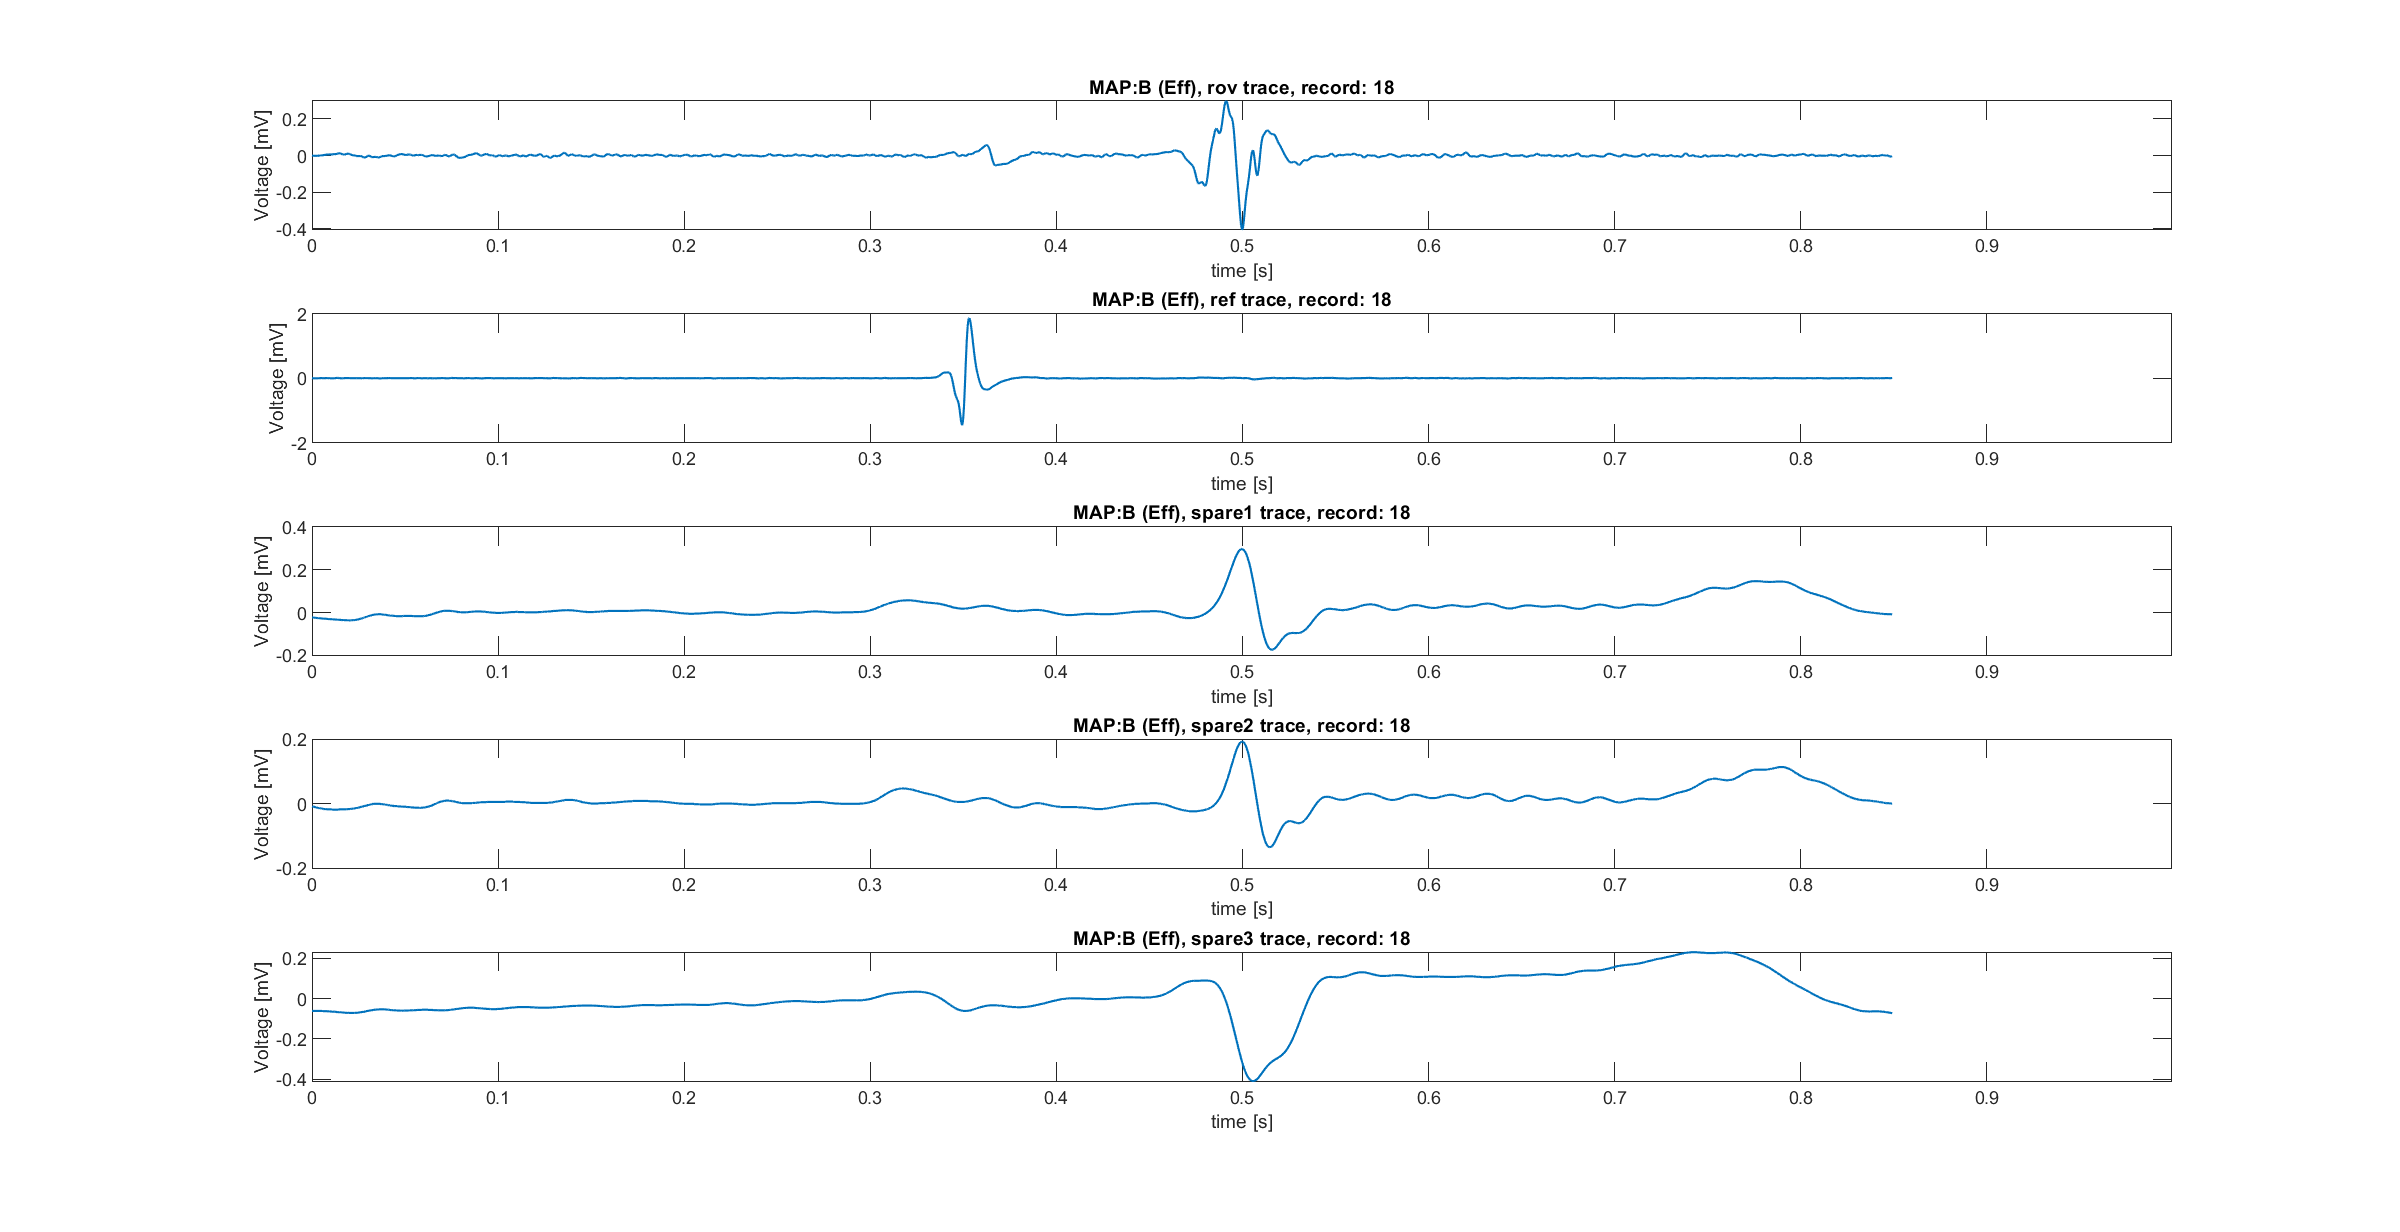 MAP:B (Eff), rov trace, record: 18
Voltage [mV]
0.2
0
-0.2
-0.4
0 0.1 0.2 0.3 0.4 0.5 0.6 0.7 0.8 0.9
time [s]
MAP:B (Eff), ref trace, record: 18
Voltage [mV]
2
0
-2
0 0.1 0.2 0.3 0.4 0.5 0.6 0.7 0.8 0.9
time [s]
MAP:B (Eff), spare1 trace, record: 18
Voltage [mV]
0.4
0.2
0
-0.2
0 0.1 0.2 0.3 0.4 0.5 0.6 0.7 0.8 0.9
time [s]
MAP:B (Eff), spare2 trace, record: 18
Voltage [mV]
0.2
0
-0.2
0 0.1 0.2 0.3 0.4 0.5 0.6 0.7 0.8 0.9
time [s]
MAP:B (Eff), spare3 trace, record: 18
Voltage [mV]
0.2
0
-0.2
-0.4
0 0.1 0.2 0.3 0.4 0.5 0.6 0.7 0.8 0.9
time [s]